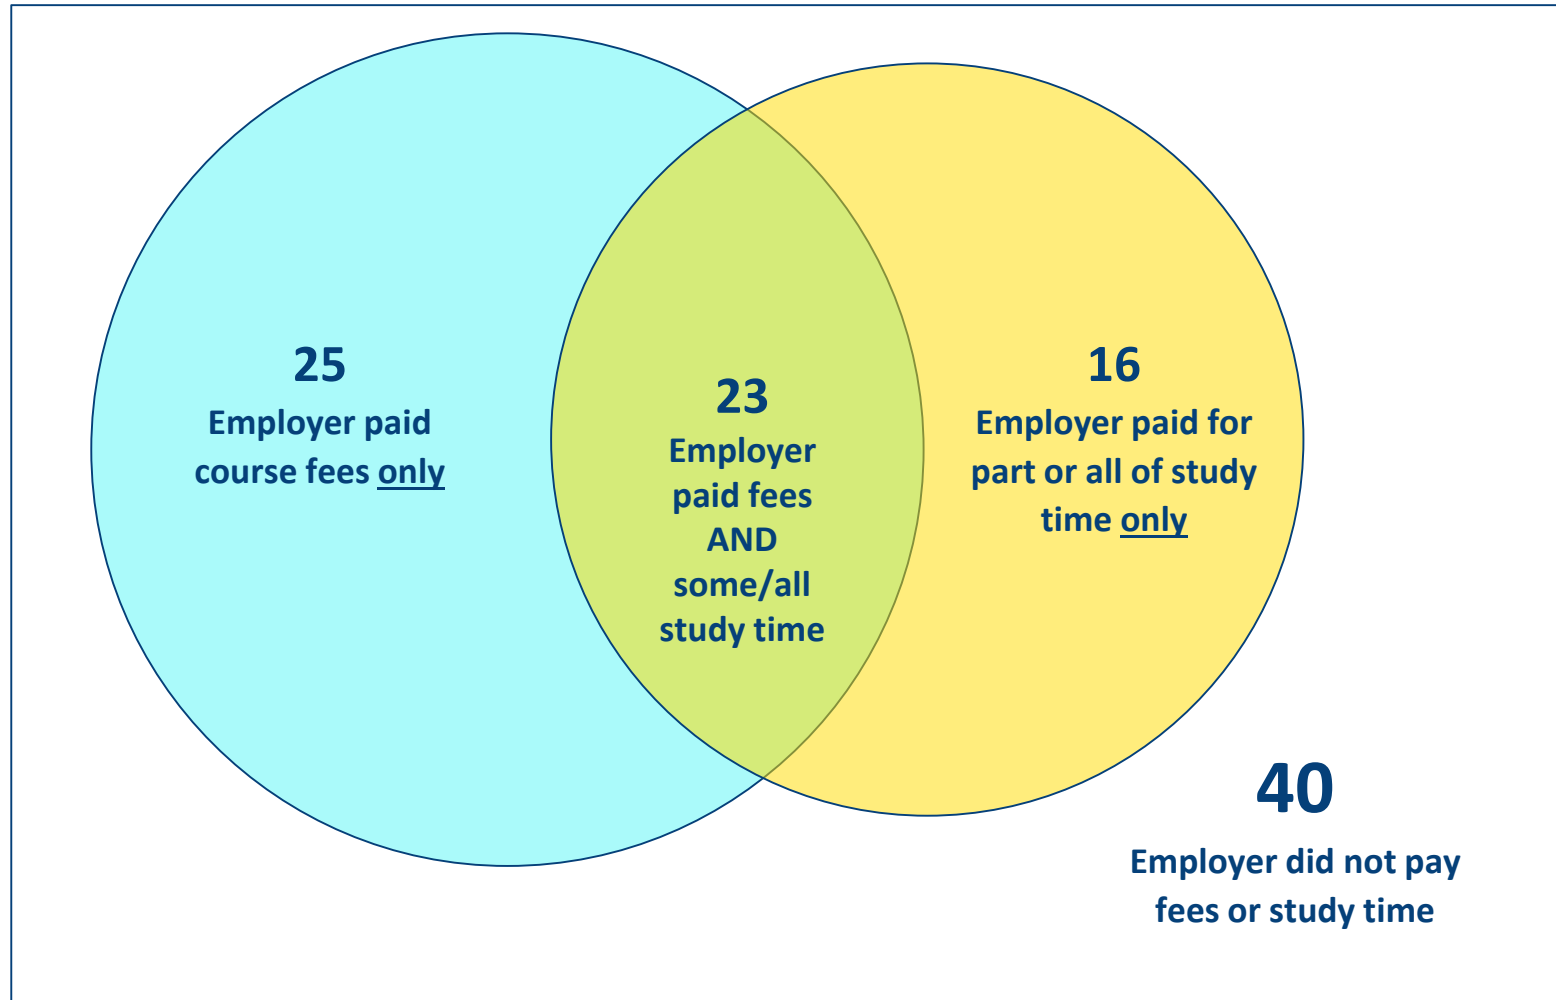 25
Employer paid
course fees only
23
Employer
paid fees
AND
some/all
study time
16
Employer paid for
part or all of study
time only
40
Employer did not pay
fees or study time